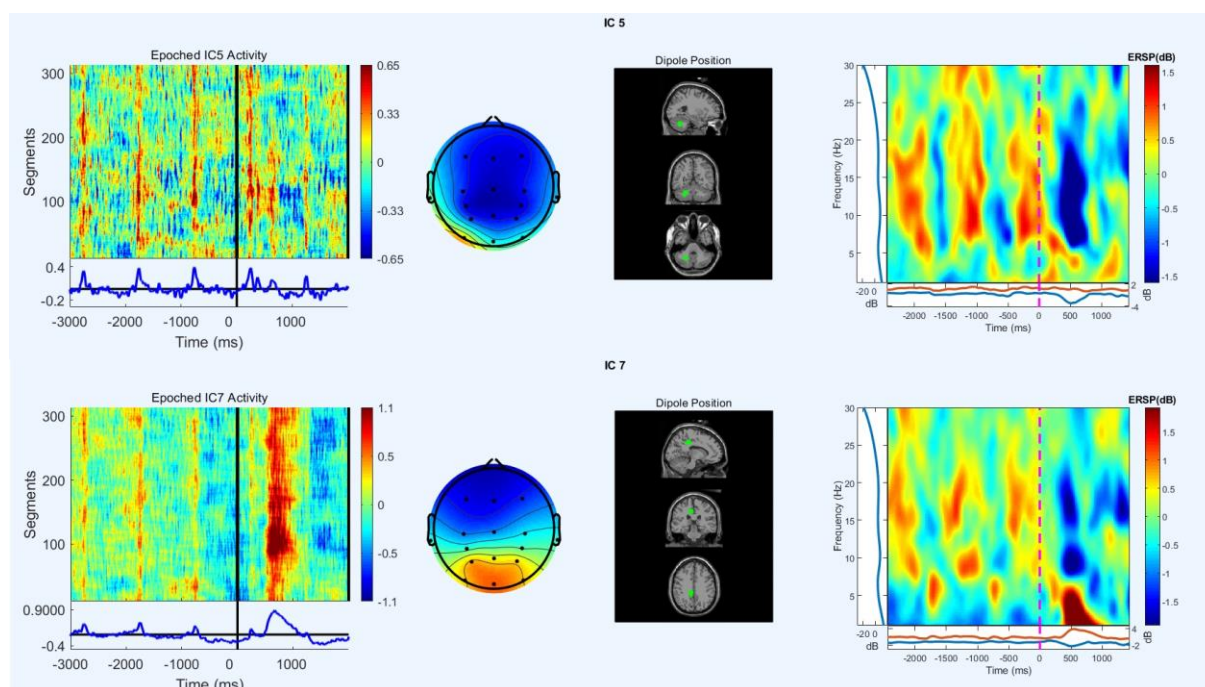 IC 5
Epoched IC5 Activity
Segments
300
200
100
0.65
0.33
0
-0.33
-0.65
0.4
-0.2
-3000 -2000 -1000 0 1000
Time (ms)
Dipole Position
ERSP(dB)
Frequency (Hz)
30
25
20
15
10
5
1.5
1
0.5
0
-0.5
-1
-1.5
-20 0
dB
2
-4
dB
-2000 -1500 -1000 -500 0 500 1000
Time (ms)
IC 7
Epoched IC7 Activity
Segments
300
200
100
1.1
0.5
0
-0.5
-1.1
0.9000
-0.4
-3000 -2000 -1000 0 1000
Time (ms)
Dipole Position
ERSP(dB)
Frequency (Hz)
30
25
20
15
10
5
1.5
1
0.5
0
-0.5
-1
-1.5
-20 0
dB
4
-2
dB
-2000 -1500 -1000 -500 0 500 1000
Time (ms)